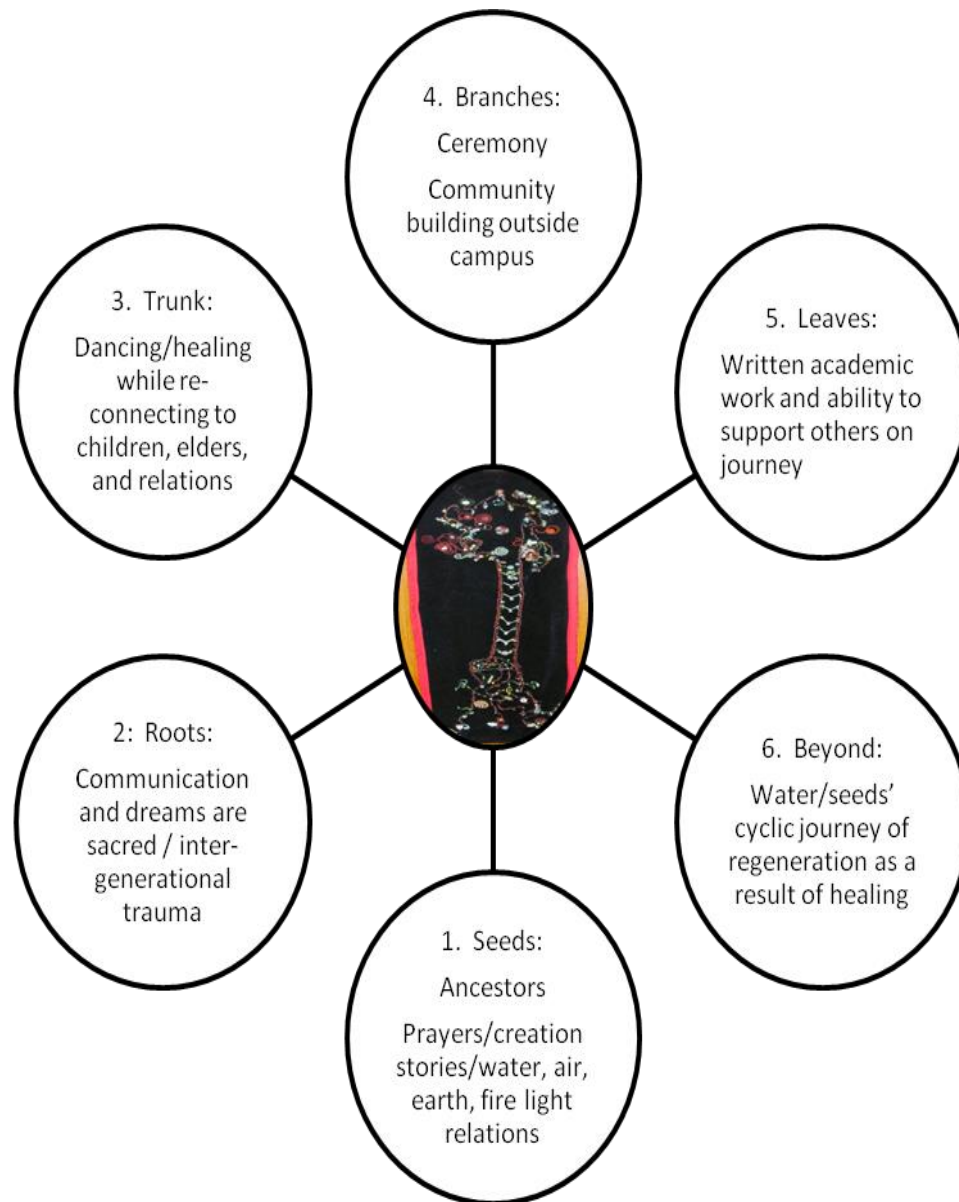 4. Branches:
Ceremony
Community
building outside
campus
3. Trunk:
Dancing/healing
while re-
connecting to
children, elders,
and relations
5. Leaves:
Written academic
work and ability to
support others on
journey
2: Roots:
Communication
and dreams are
sacred / inter-
generational
trauma
6. Beyond:
Water/seeds’
cyclic journey of
regeneration as a
result of healing
1. Seeds:
Ancestors
Prayers/creation
stories/water, air,
earth, fire light
relations